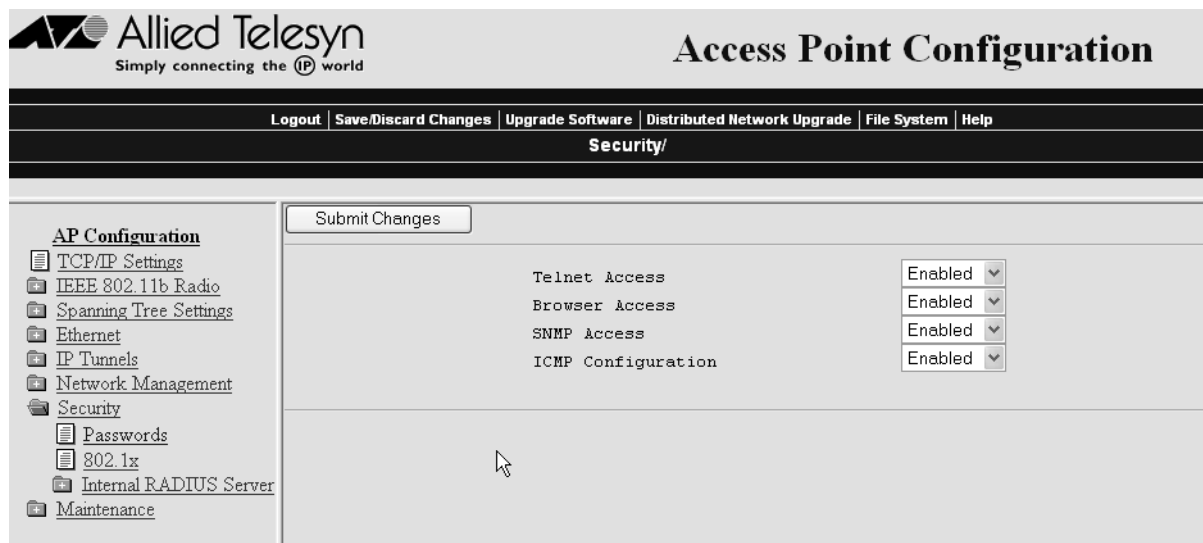 Allied Telesyn
Simply connecting the IP world
Access Point Configuration
Logout | Save/Discard Changes | Upgrade Software | Distributed Network Upgrade | File System | Help
Security/
AP Configuration
TCP/IP Settings
IEEE 802.11b Radio
Spanning Tree Settings
Ethernet
IP Tunnels
Network Management
Security
Passwords
802.1x
Internal RADIUS Server
Maintenance
Submit Changes
Telnet Access Enabled
Browser Access Enabled
SNMP Access Enabled
ICMP Configuration Enabled